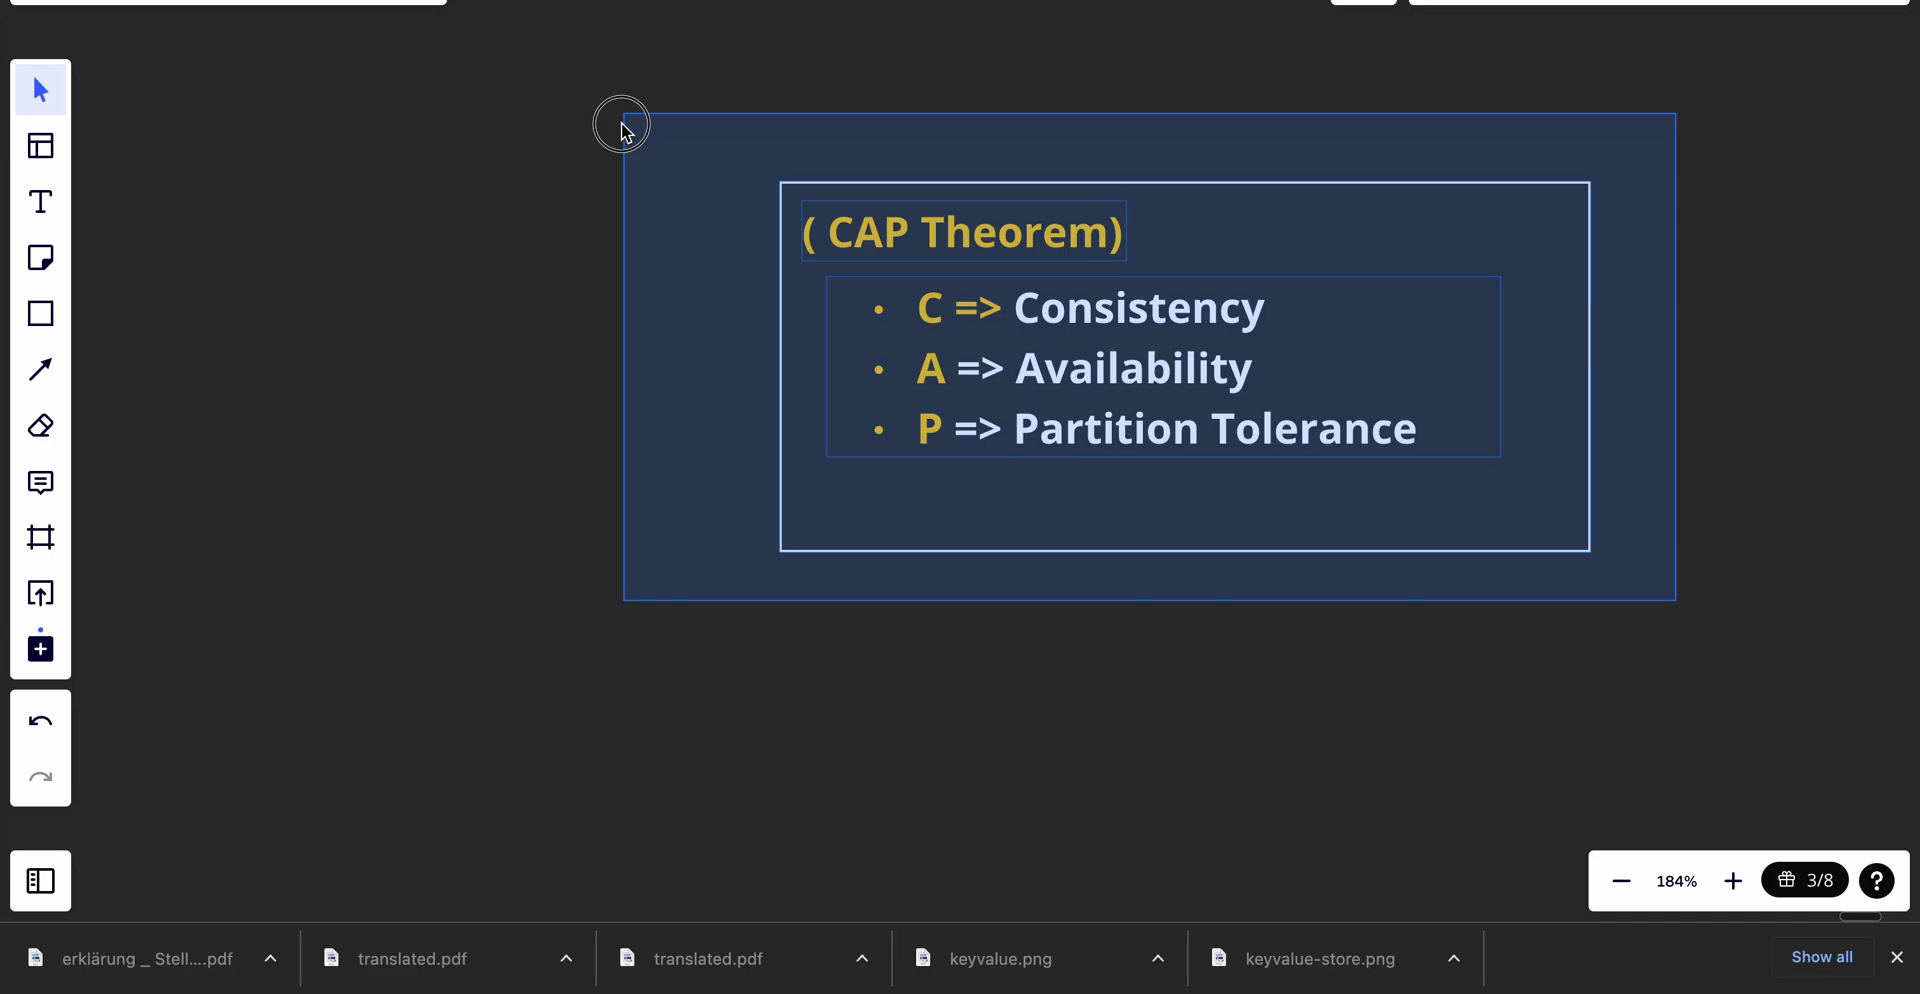 ( CAP Theorem)
• C => Consistency
• A => Availability
• P => Partition Tolerance
184%
3/8
?
erklärung _ Stell....pdf
translated.pdf
translated.pdf
keyvalue.png
keyvalue-store.png
Show all